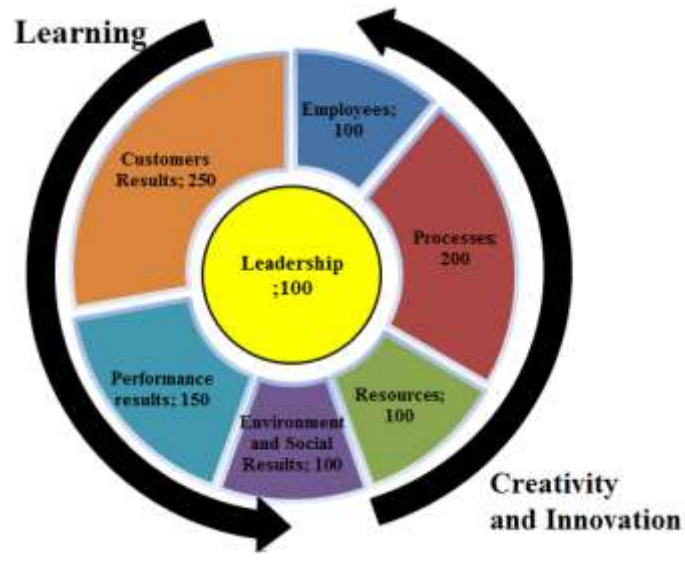 Learning
Employees;
100
Customers
Results; 250
Processes;
200
Leadership
;100
Performance
results; 150
Resources;
100
Environment
and Social
Results; 100
Creativity
and Innovation